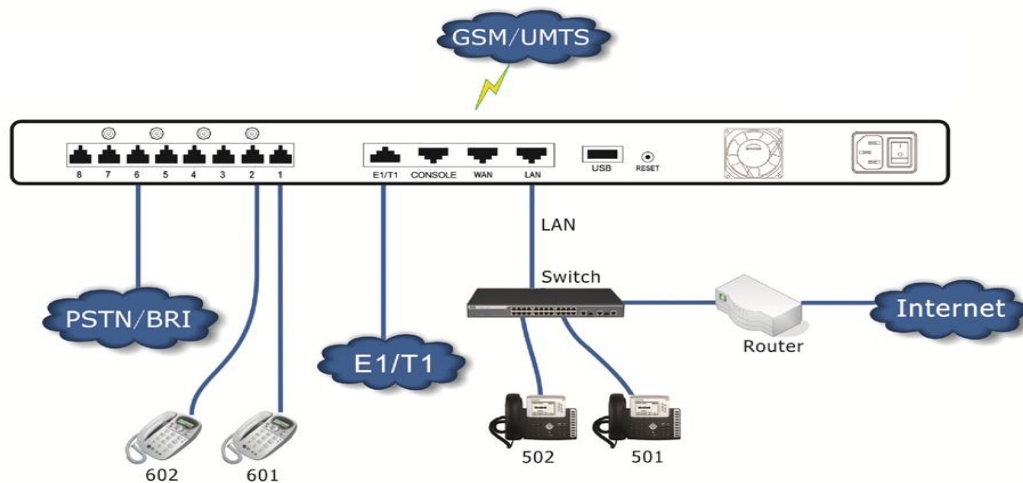 GSM/UMTS
8 7 6 5 4 3 2 1
E1/T1 CONSOLE WAN LAN
USB
RESET
LAN
Switch
PSTN/BRI
E1/T1
Router
Internet
602
601
502
501